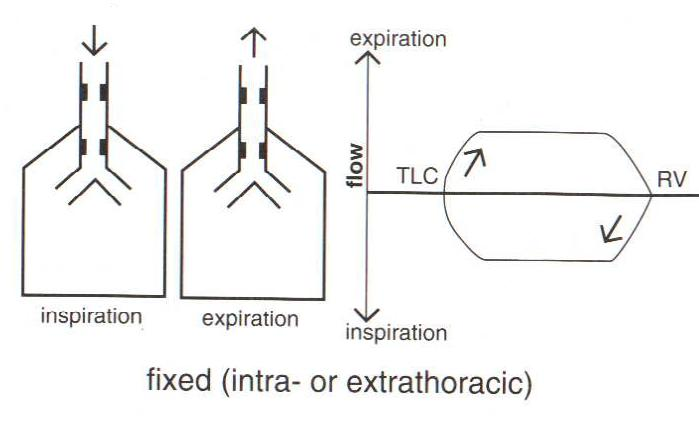 expiration
flow
TLC
RV
inspiration
expiration
inspiration
fixed (intra- or extrathoracic)